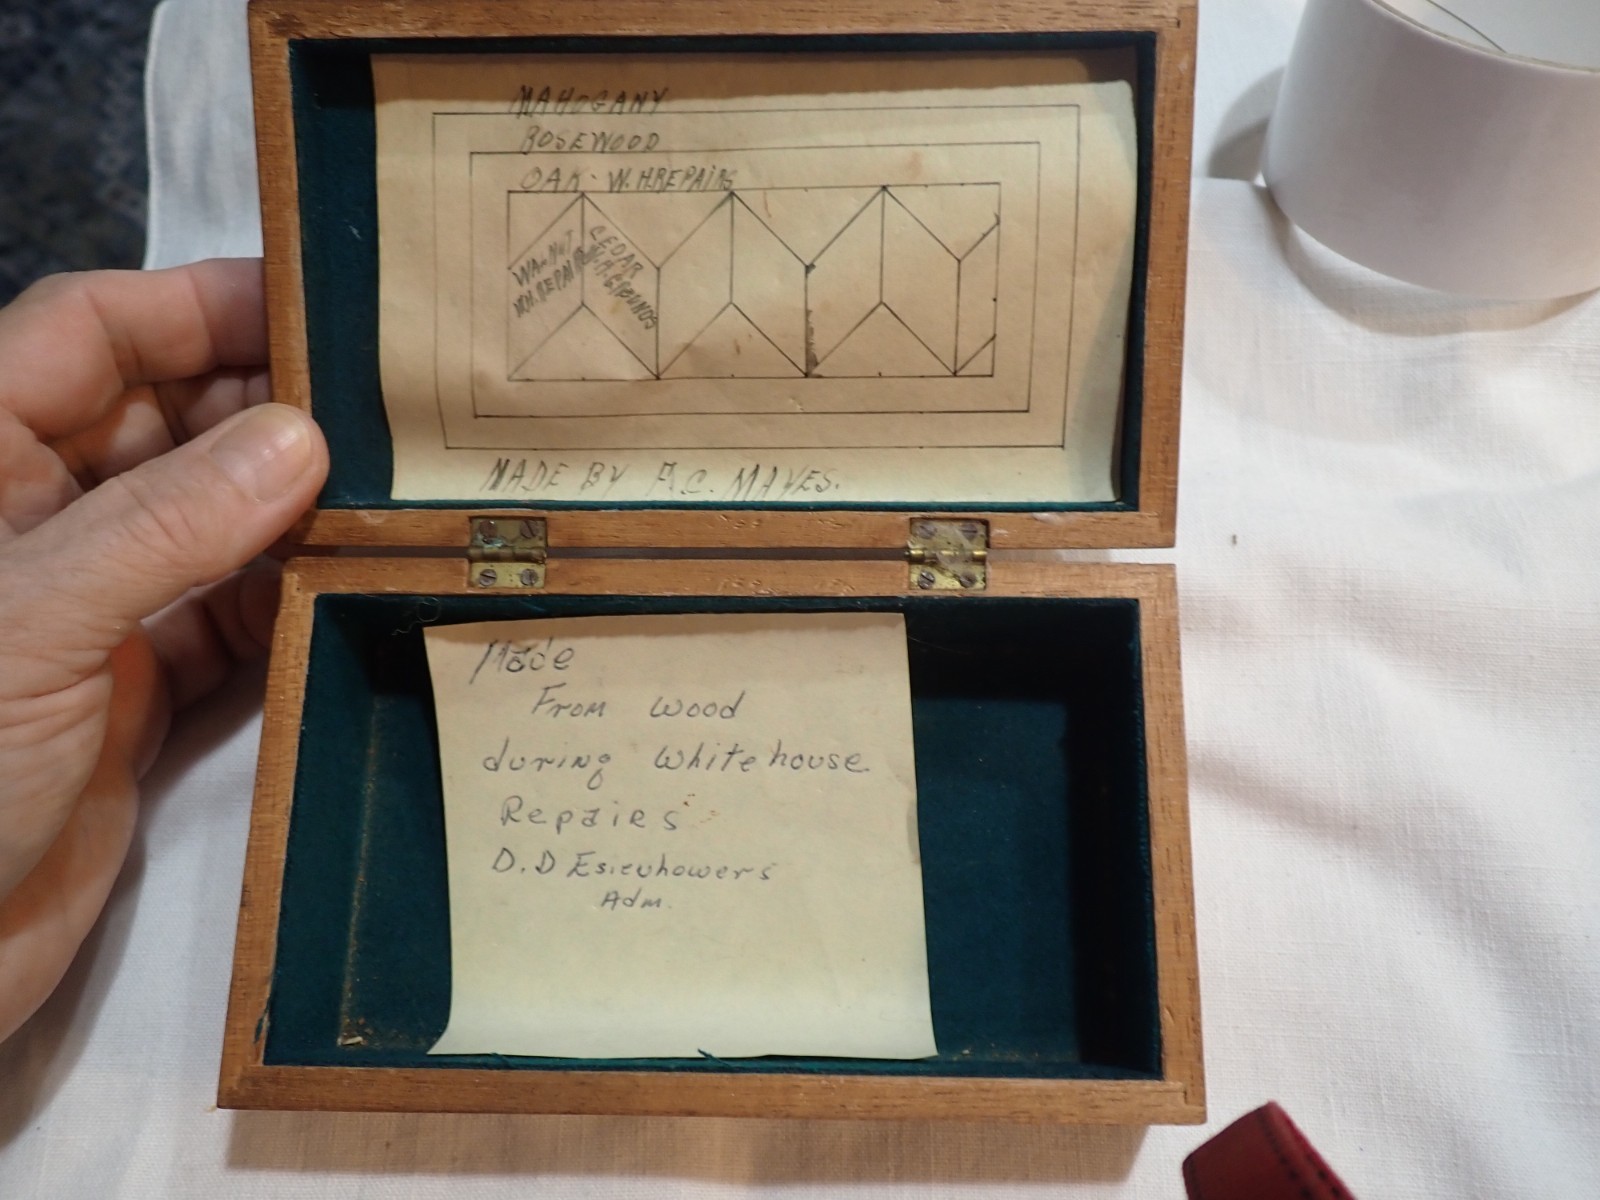 MAHOGANY
ROSEWOOD
OAK. W.H. REPAIRS
WALNUT
W.H. REPAIR
CEDAR
W.H. GROUNDS
MADE BY A.C. MAYES.
Made
From wood
during White house
Repairs
D.D Esienhowers
Adm.